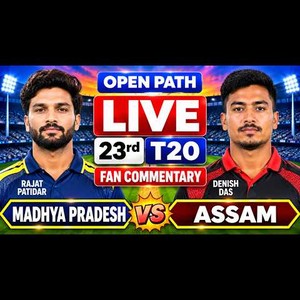 OPEN PATH
LIVE
23rd T20
FAN COMMENTARY
RAJAT
PATIDAR
DENISH
DAS
MADHYA PRADESH VS ASSAM